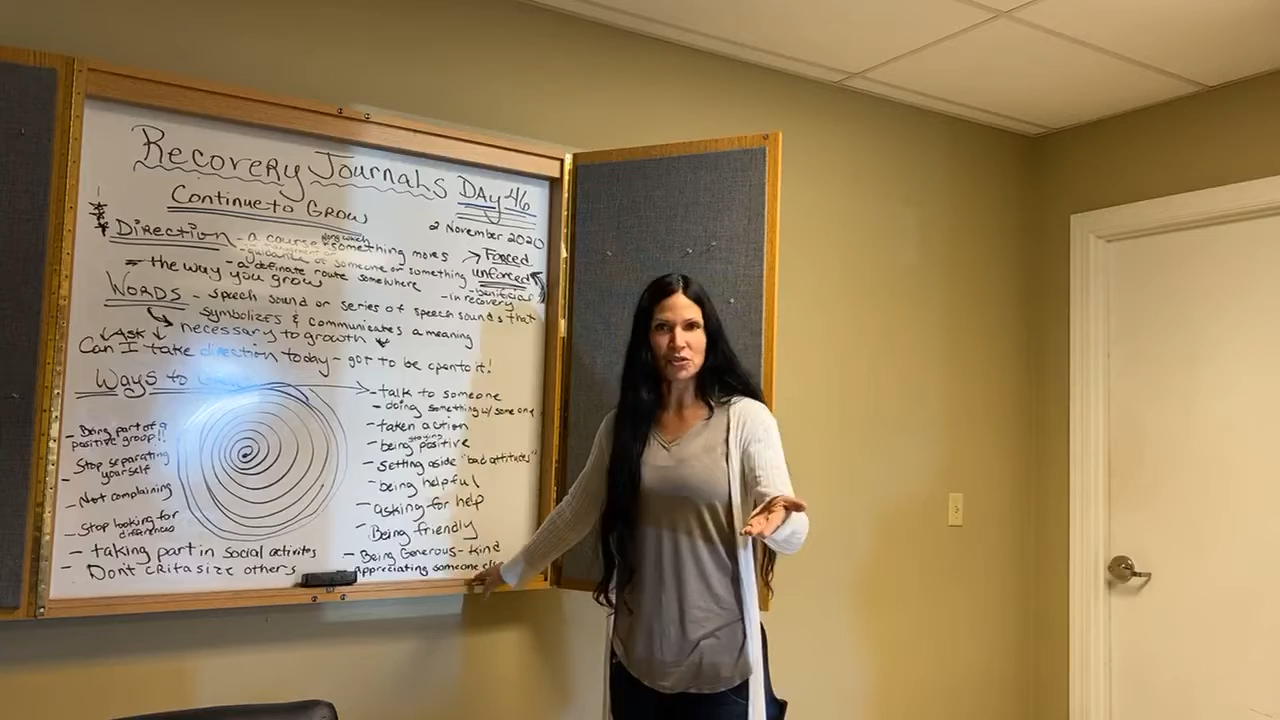 Recovery Journals Day 46
Continue to Grow
2 November 2020
Direction - a course along which something moves
- guidance of someone or something
- a definate route somewhere
= the way you grow
→ Forced
unforced
- beneficial
- in recovery
Words - speech sound or series of speech sounds that
symbolizes & communicates a meaning
necessary to growth
↓Ask↓
Can I take direction today - got to be open to it!
Ways to
- talk to someone
- doing something w/ some one
- taken action
- being staying positive
- setting aside "bad attitudes"
- being helpful
- asking for help
- Being friendly
- Being Generous - kind
appreciating someone else
- Being part of a
positive group!!
- Stop separating
yourself
- Not complaining
- Stop looking for
differences
- taking part in social activites
- Don't critasize others